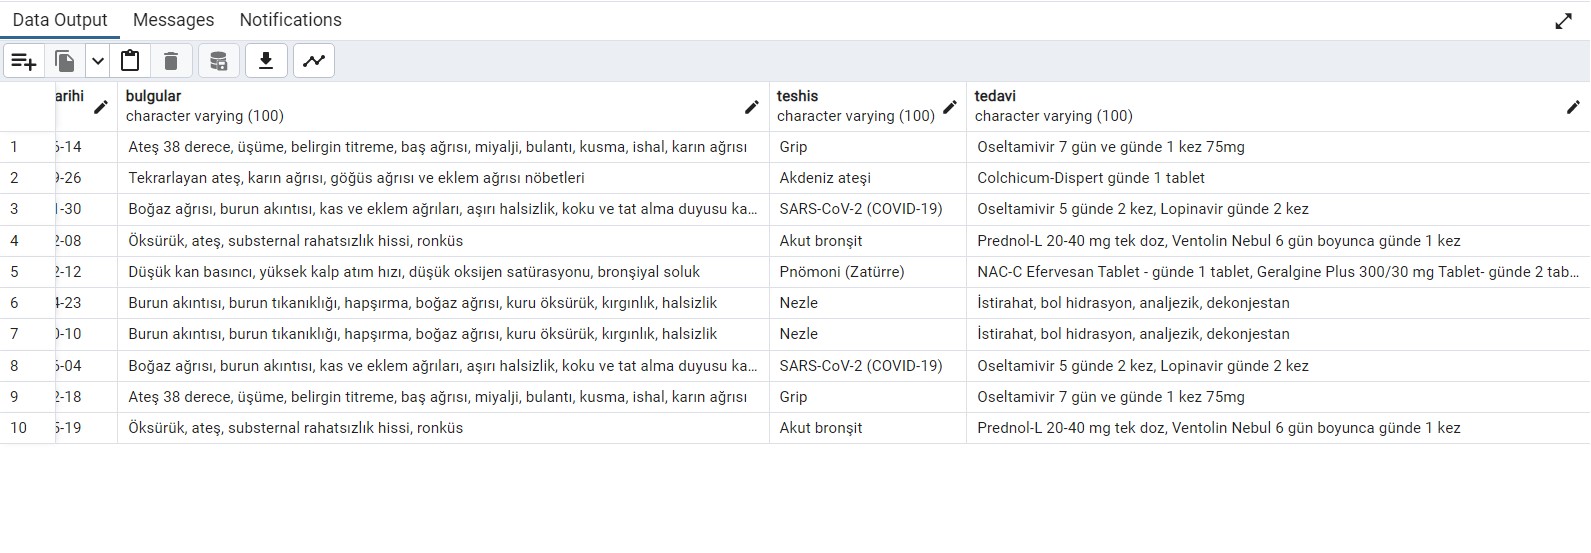 Data Output Messages Notifications
arihi bulgular teshis tedavi
character varying (100) character varying (100) character varying (100)
1 6-14 Ateş 38 derece, üşüme, belirgin titreme, baş ağrısı, miyalji, bulantı, kusma, ishal, karın ağrısı Grip Oseltamivir 7 gün ve günde 1 kez 75mg
2 9-26 Tekrarlayan ateş, karın ağrısı, göğüs ağrısı ve eklem ağrısı nöbetleri Akdeniz ateşi Colchicum-Dispert günde 1 tablet
3 1-30 Boğaz ağrısı, burun akıntısı, kas ve eklem ağrıları, aşırı halsizlik, koku ve tat alma duyusu ka... SARS-CoV-2 (COVID-19) Oseltamivir 5 günde 2 kez, Lopinavir günde 2 kez
4 2-08 Öksürük, ateş, substernal rahatsızlık hissi, ronküs Akut bronşit Prednol-L 20-40 mg tek doz, Ventolin Nebul 6 gün boyunca günde 1 kez
5 2-12 Düşük kan basıncı, yüksek kalp atım hızı, düşük oksijen satürasyonu, bronşiyal soluk Pnömoni (Zatürre) NAC-C Efervesan Tablet - günde 1 tablet, Geralgine Plus 300/30 mg Tablet- günde 2 tab...
6 4-23 Burun akıntısı, burun tıkanıklığı, hapşırma, boğaz ağrısı, kuru öksürük, kırgınlık, halsizlik Nezle İstirahat, bol hidrasyon, analjezik, dekonjestan
7 0-10 Burun akıntısı, burun tıkanıklığı, hapşırma, boğaz ağrısı, kuru öksürük, kırgınlık, halsizlik Nezle İstirahat, bol hidrasyon, analjezik, dekonjestan
8 6-04 Boğaz ağrısı, burun akıntısı, kas ve eklem ağrıları, aşırı halsizlik, koku ve tat alma duyusu ka... SARS-CoV-2 (COVID-19) Oseltamivir 5 günde 2 kez, Lopinavir günde 2 kez
9 2-18 Ateş 38 derece, üşüme, belirgin titreme, baş ağrısı, miyalji, bulantı, kusma, ishal, karın ağrısı Grip Oseltamivir 7 gün ve günde 1 kez 75mg
10 5-19 Öksürük, ateş, substernal rahatsızlık hissi, ronküs Akut bronşit Prednol-L 20-40 mg tek doz, Ventolin Nebul 6 gün boyunca günde 1 kez